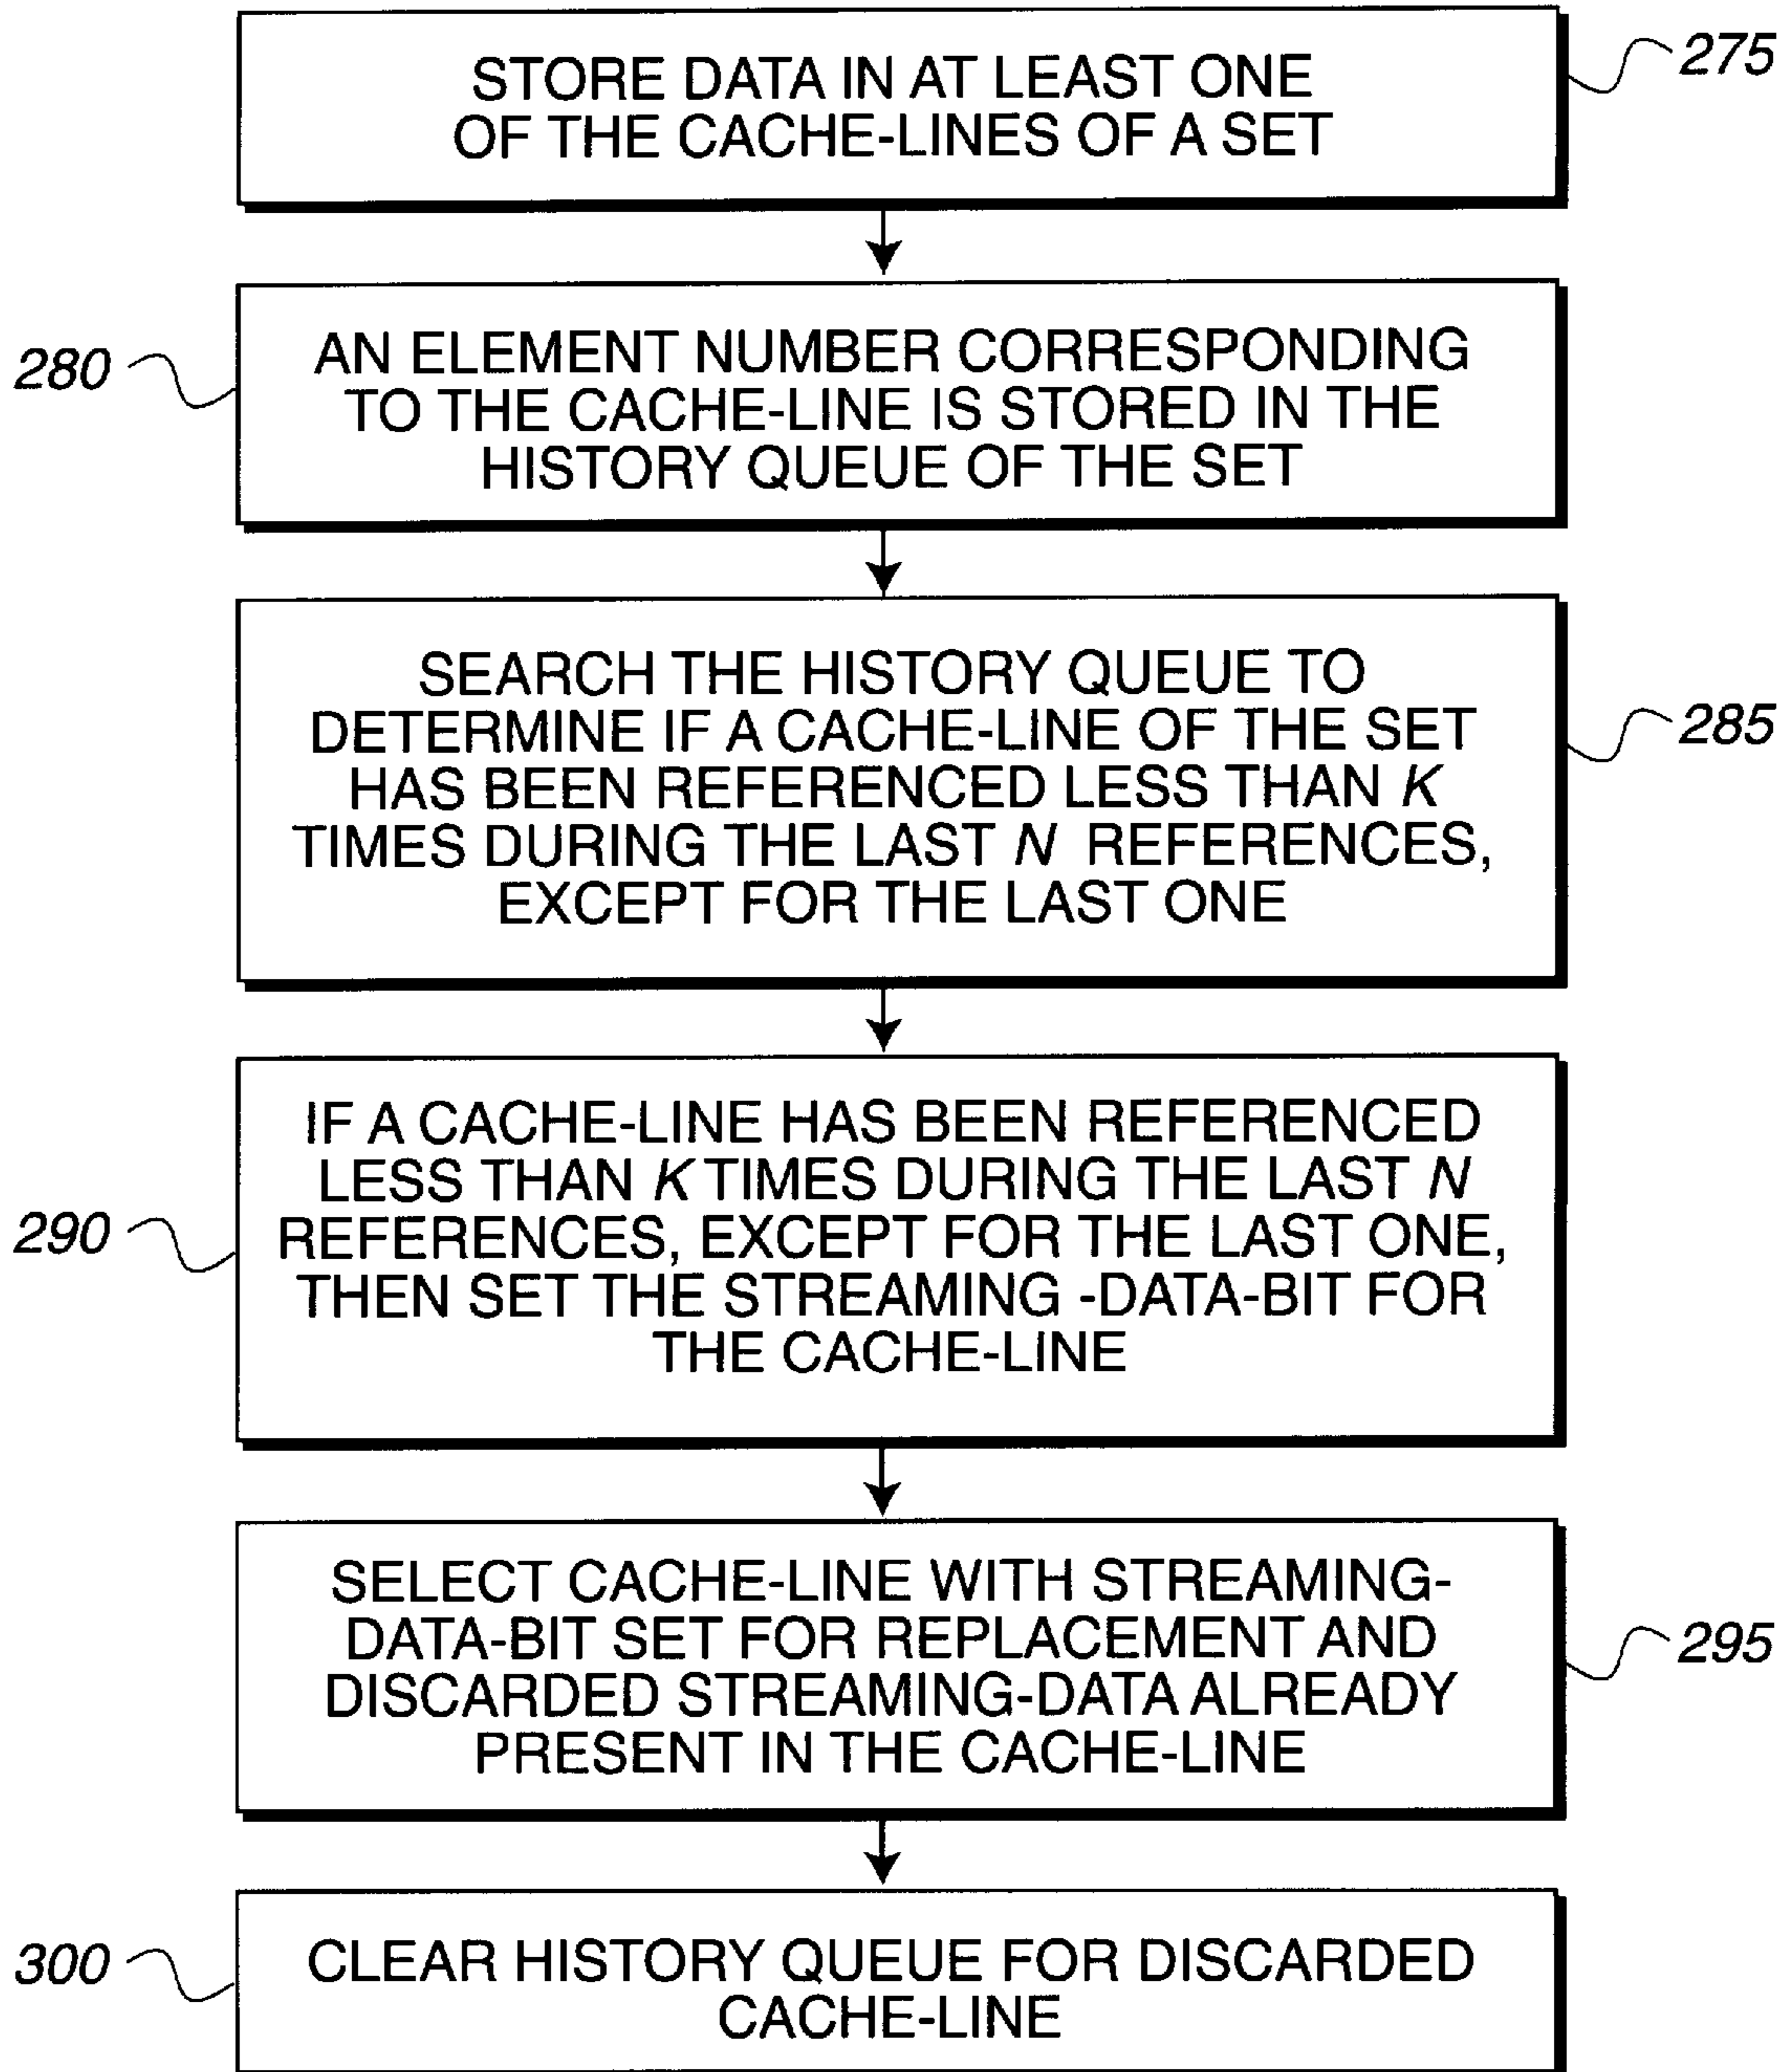 STORE DATA IN AT LEAST ONE
OF THE CACHE-LINES OF A SET
275
AN ELEMENT NUMBER CORRESPONDING
TO THE CACHE-LINE IS STORED IN THE
HISTORY QUEUE OF THE SET
280
SEARCH THE HISTORY QUEUE TO
DETERMINE IF A CACHE-LINE OF THE SET
HAS BEEN REFERENCED LESS THAN K
TIMES DURING THE LAST N REFERENCES,
EXCEPT FOR THE LAST ONE
285
IF A CACHE-LINE HAS BEEN REFERENCED
LESS THAN K TIMES DURING THE LAST N
REFERENCES, EXCEPT FOR THE LAST ONE,
THEN SET THE STREAMING -DATA-BIT FOR
THE CACHE-LINE
290
SELECT CACHE-LINE WITH STREAMING-
DATA-BIT SET FOR REPLACEMENT AND
DISCARDED STREAMING-DATA ALREADY
PRESENT IN THE CACHE-LINE
295
CLEAR HISTORY QUEUE FOR DISCARDED
CACHE-LINE
300